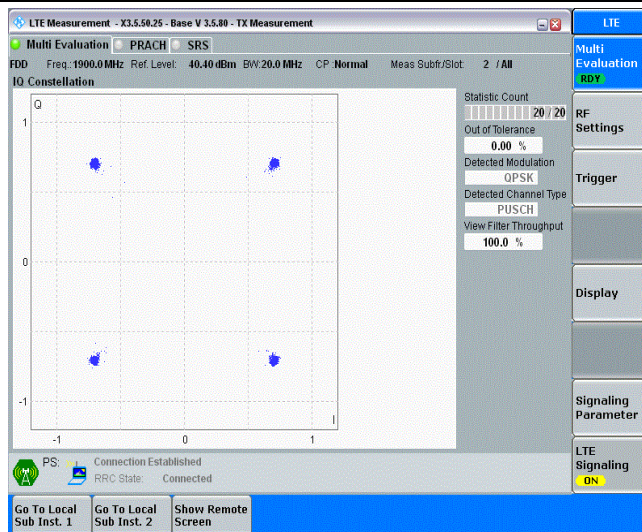 LTE Measurement - X3.5.50.25 - Base V 3.5.80 - TX Measurement
LTE
Multi Evaluation PRACH SRS
Multi
Evaluation
RDY
FDD Freq.:1900.0 MHz Ref. Level: 40.40 dBm BW:20.0 MHz CP :Normal Meas Subfr./Slot: 2 / All
IQ Constellation
Q
1
0
-1
-1
0
1
I
Statistic Count
20 / 20
Out of Tolerance
0.00 %
Detected Modulation
QPSK
Detected Channel Type
PUSCH
View Filter Throughput
100.0 %
RF
Settings
Trigger
Display
Signaling
Parameter
LTE
Signaling
ON
PS: Connection Established
RRC State: Connected
Go To Local
Sub Inst. 1
Go To Local
Sub Inst. 2
Show Remote
Screen